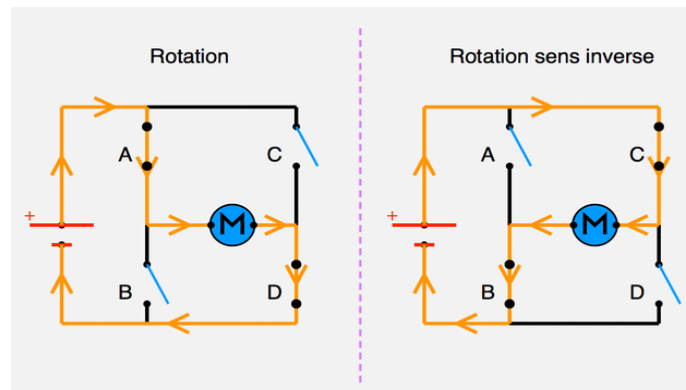 Rotation
A
C
+
M
B
D
Rotation sens inverse
A
C
+
M
B
D